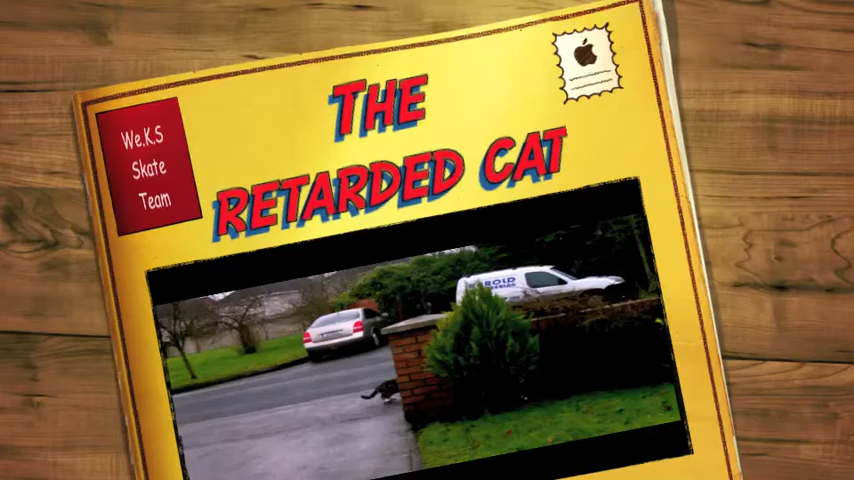 We.K.S
Skate
Team
THE
RETARDED CAT